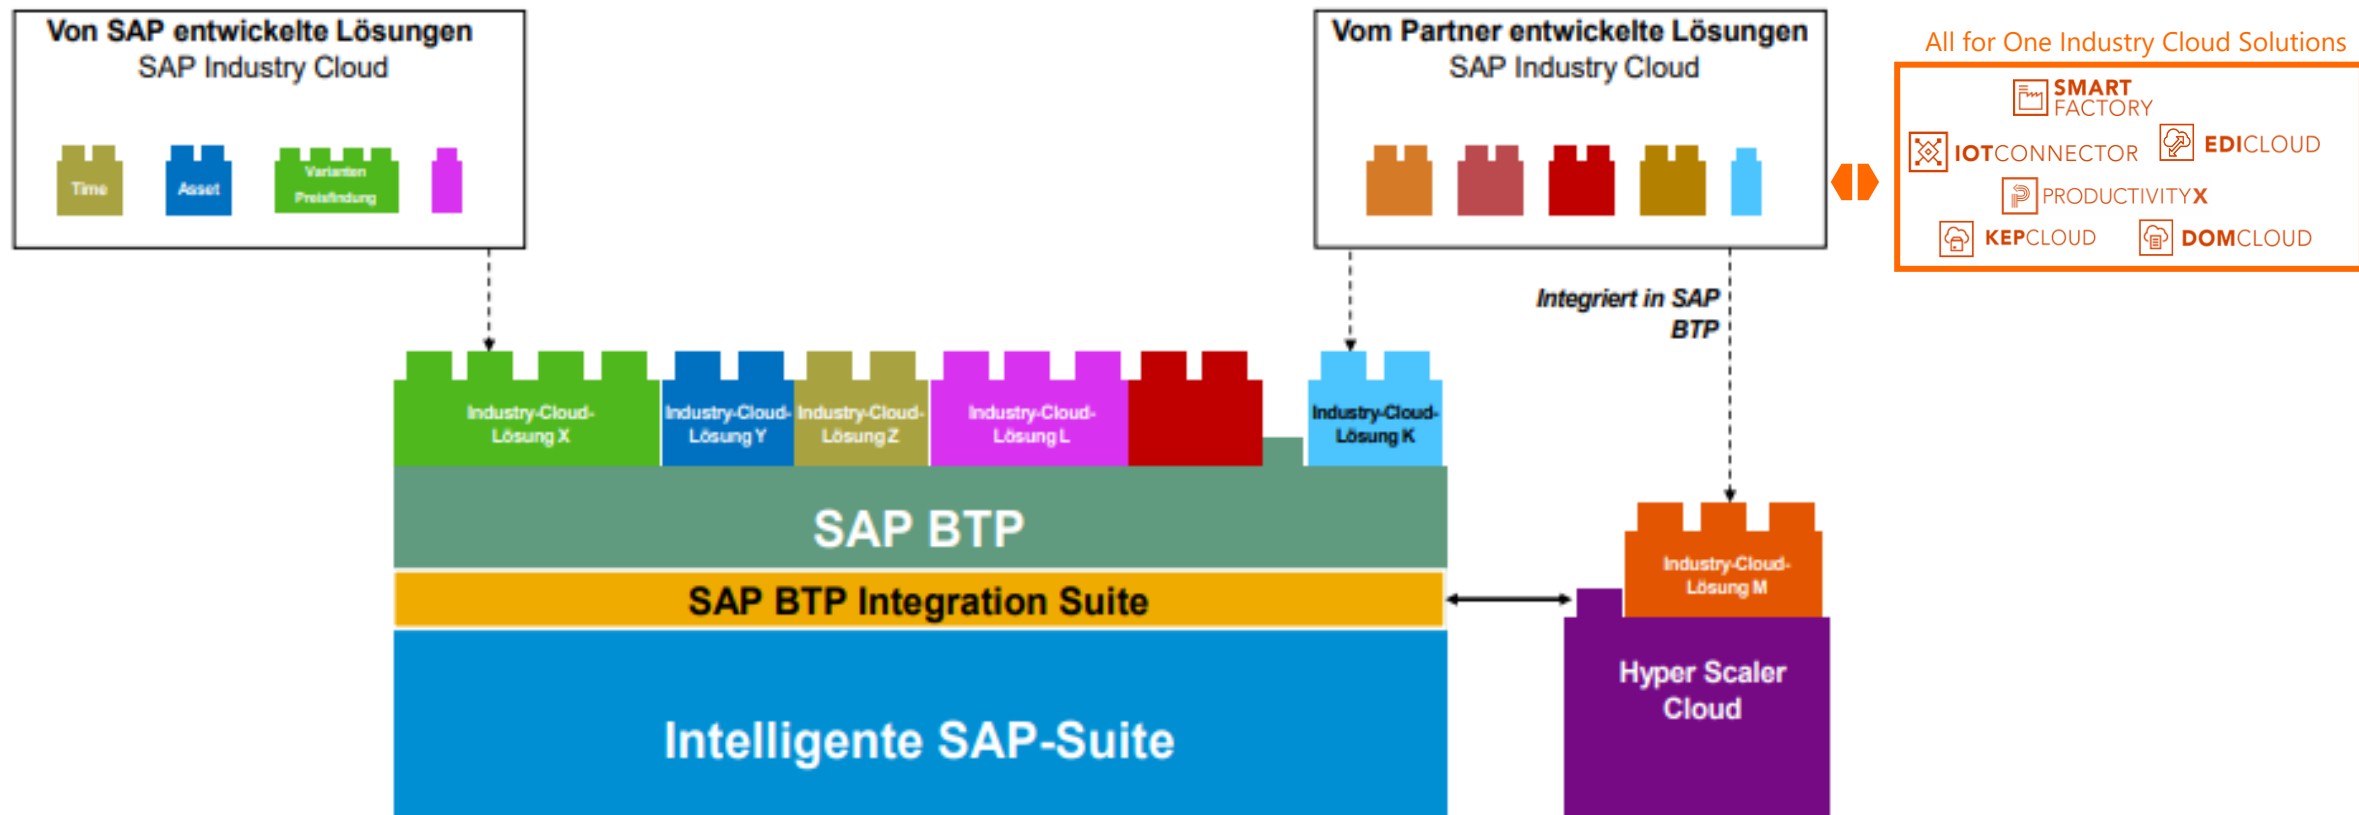 Von SAP entwickelte Lösungen
SAP Industry Cloud
Time
Asset
Varianten
Preisfindung
Vom Partner entwickelte Lösungen
SAP Industry Cloud
All for One Industry Cloud Solutions
SMART
FACTORY
IOTCONNECTOR
EDICLOUD
PRODUCTIVITYX
KEPCLOUD
DOMCLOUD
Integriert in SAP
BTP
Industry-Cloud-
Lösung X
Industry-Cloud-
Lösung Y
Industry-Cloud-
Lösung Z
Industry-Cloud-
Lösung L
Industry-Cloud-
Lösung K
SAP BTP
SAP BTP Integration Suite
Intelligente SAP-Suite
Industry-Cloud-
Lösung M
Hyper Scaler
Cloud